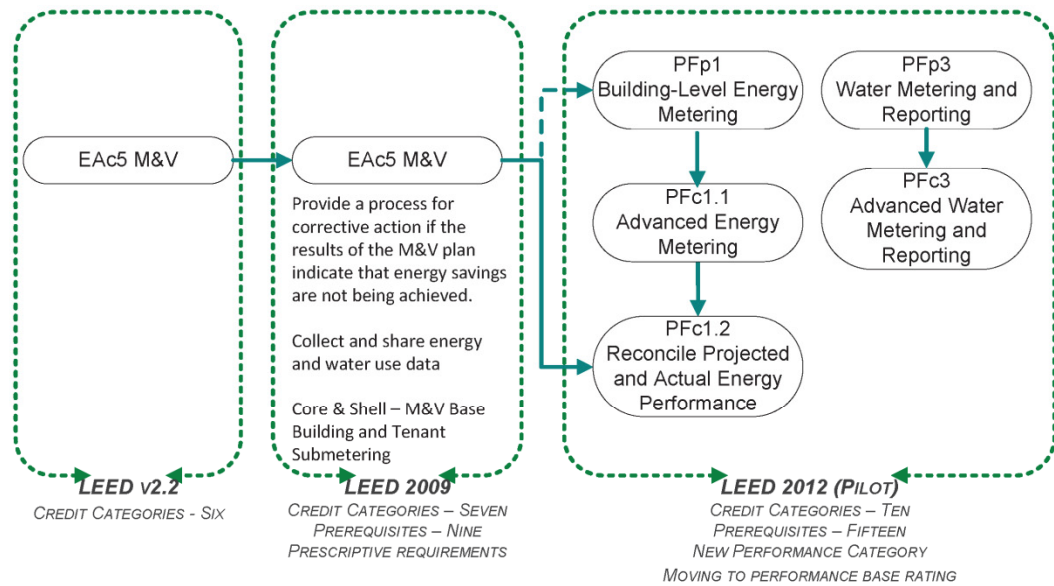 EAc5 M&V
LEED v2.2
CREDIT CATEGORIES - SIX
EAc5 M&V
Provide a process for
corrective action if the
results of the M&V plan
indicate that energy savings
are not being achieved.
Collect and share energy
and water use data
Core & Shell – M&V Base
Building and Tenant
Submetering
LEED 2009
CREDIT CATEGORIES – SEVEN
PREREQUISITES – NINE
PRESCRIPTIVE REQUIREMENTS
PFp1
Building-Level Energy
Metering
PFc1.1
Advanced Energy
Metering
PFc1.2
Reconcile Projected
and Actual Energy
Performance
PFp3
Water Metering and
Reporting
PFc3
Advanced Water
Metering and
Reporting
LEED 2012 (PILOT)
CREDIT CATEGORIES – TEN
PREREQUISITES – FIFTEEN
NEW PERFORMANCE CATEGORY
MOVING TO PERFORMANCE BASE RATING